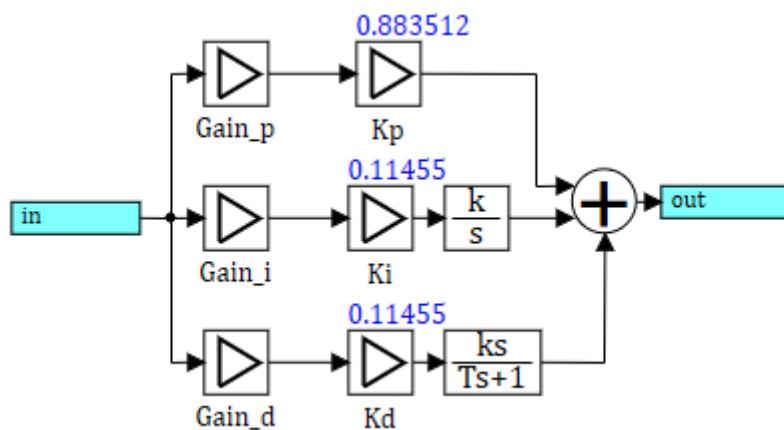 0.883512
Gain_p
Kp
0.11455
in
k
s
out
Gain_i
Ki
0.11455
ks
Ts+1
Gain_d
Kd